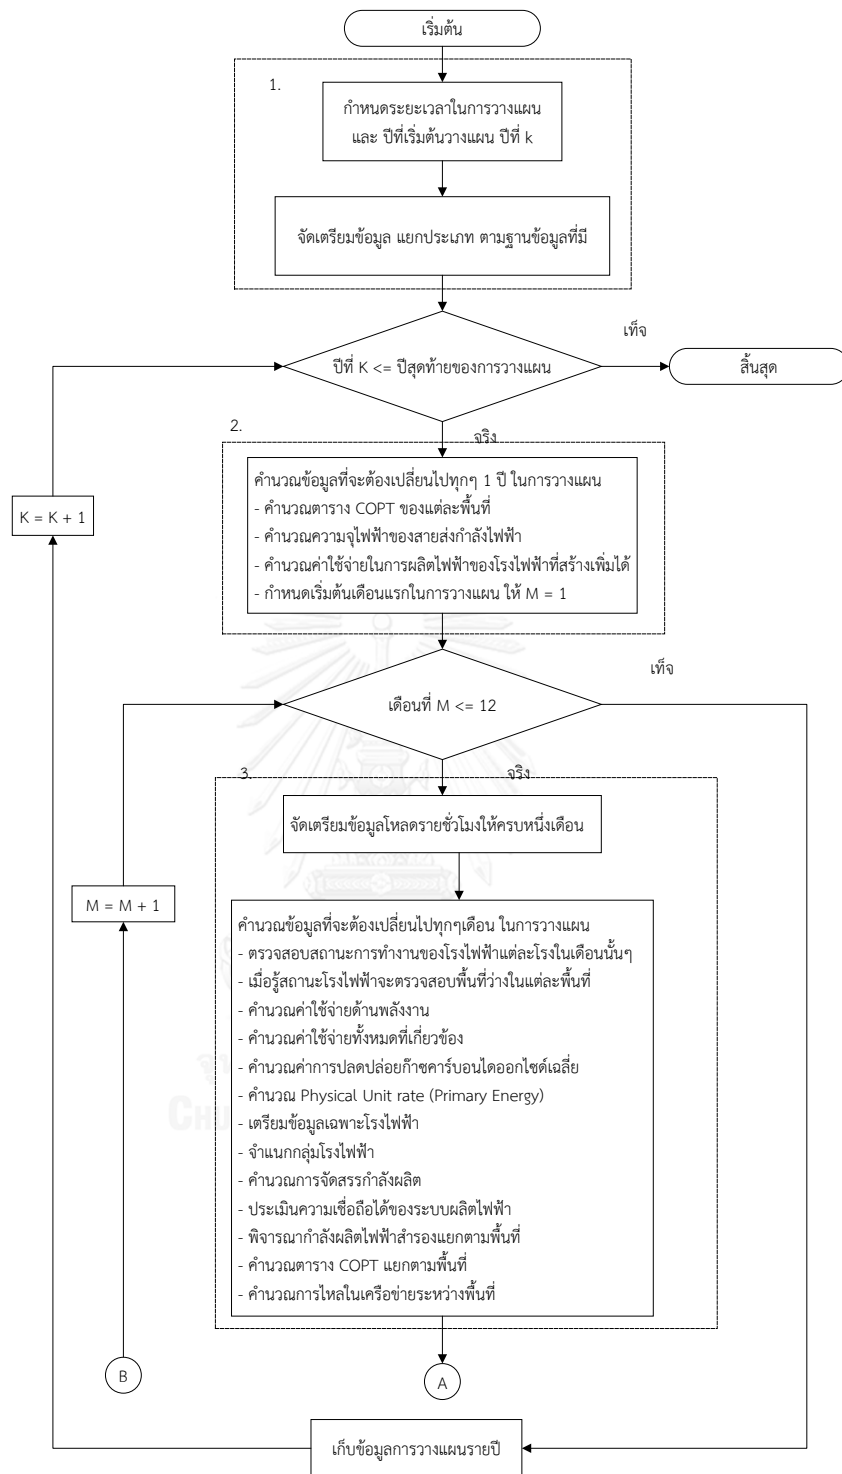 เริ่มต้น
1.
กำหนดระยะเวลาในการวางแผน
และ ปีที่เริ่มต้นวางแผน ปีที่ k
จัดเตรียมข้อมูล แยกประเภท ตามฐานข้อมูลที่มี
เท็จ
ปีที่ K <= ปีสุดท้ายของการวางแผน
สิ้นสุด
2.
จริง
คำนวณข้อมูลที่จะต้องเปลี่ยนไปทุกๆ 1 ปี ในการวางแผน
- คำนวณตาราง COPT ของแต่ละพื้นที่
- คำนวณความจุไฟฟ้าของสายส่งกำลังไฟฟ้า
- คำนวณค่าใช้จ่ายในการผลิตไฟฟ้าของโรงไฟฟ้าที่สร้างเพิ่มได้
- กำหนดเริ่มต้นเดือนแรกในการวางแผน ให้ M = 1
K = K + 1
เท็จ
เดือนที่ M <= 12
3.
จริง
จัดเตรียมข้อมูลโหลดรายชั่วโมงให้ครบหนึ่งเดือน
M = M + 1
คำนวณข้อมูลที่จะต้องเปลี่ยนไปทุกๆเดือน ในการวางแผน
- ตรวจสอบสถานะการทำงานของโรงไฟฟ้าแต่ละโรงในเดือนนั้นๆ
- เมื่อรู้สถานะโรงไฟฟ้าจะตรวจสอบพื้นที่ว่างในแต่ละพื้นที่
- คำนวณค่าใช้จ่ายด้านพลังงาน
- คำนวณค่าใช้จ่ายทั้งหมดที่เกี่ยวข้อง
- คำนวณค่าการปลดปล่อยก๊าซคาร์บอนไดออกไซด์เฉลี่ย
- คำนวณ Physical Unit rate (Primary Energy)
- เตรียมข้อมูลเฉพาะโรงไฟฟ้า
- จำแนกกลุ่มโรงไฟฟ้า
- คำนวณการจัดสรรกำลังผลิต
- ประเมินความเชื่อถือได้ของระบบผลิตไฟฟ้า
- พิจารณากำลังผลิตไฟฟ้าสำรองแยกตามพื้นที่
- คำนวณตาราง COPT แยกตามพื้นที่
- คำนวณการไหลในเครือข่ายระหว่างพื้นที่
B
A
เก็บข้อมูลการวางแผนรายปี